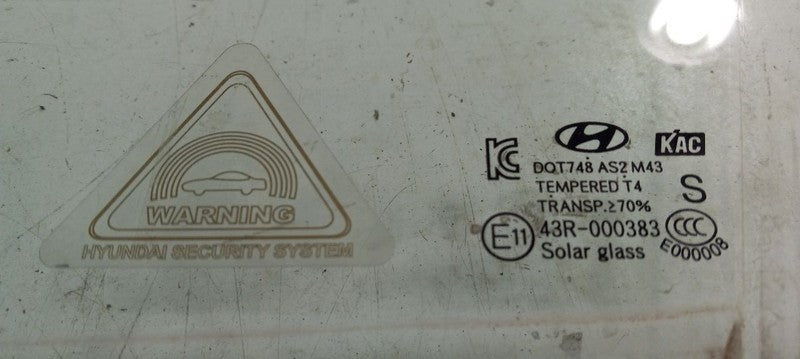 WARNING
HYUNDAI SECURITY SYSTEM
KC
KAC
DOT748 AS2 M43
TEMPERED T4
TRANSP.≥70%
S
E11
43R-000383
CCC
E000008
Solar glass